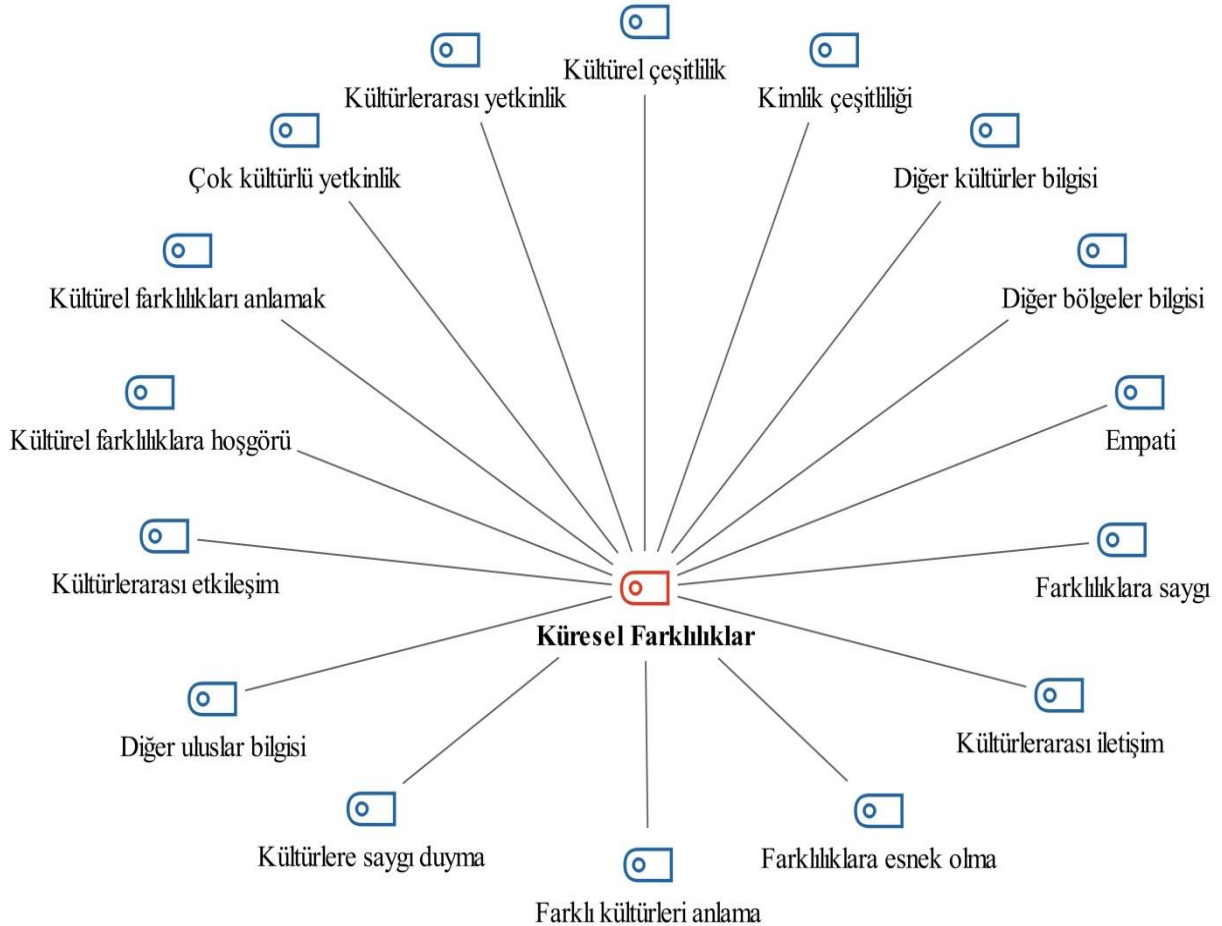 Kültürel çeşitlilik
Kültürlerarası yetkinlik
Kimlik çeşitliliği
Çok kültürlü yetkinlik
Diğer kültürler bilgisi
Kültürel farklılıkları anlamak
Diğer bölgeler bilgisi
Kültürel farklılıklara hoşgörü
Empati
Kültürlerarası etkileşim
Farklılıklara saygı
Küresel Farklılıklar
Diğer uluslar bilgisi
Kültürlerarası iletişim
Kültürlere saygı duyma
Farklılıklara esnek olma
Farklı kültürleri anlama